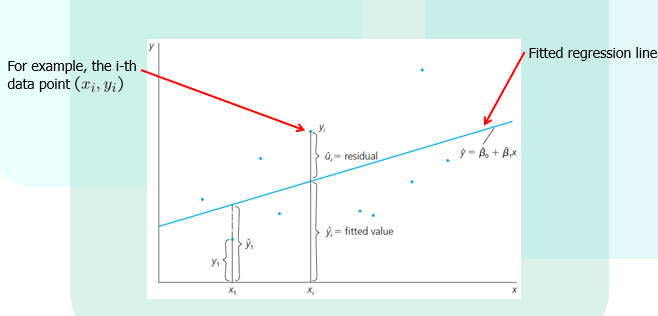 For example, the i-th
data point (xᵢ, yᵢ)
Fitted regression line
y
yᵢ
ûᵢ = residual
ŷ = β̂₀ + β̂₁x
ŷᵢ = fitted value
ŷ₁
y₁
x₁
xᵢ
x